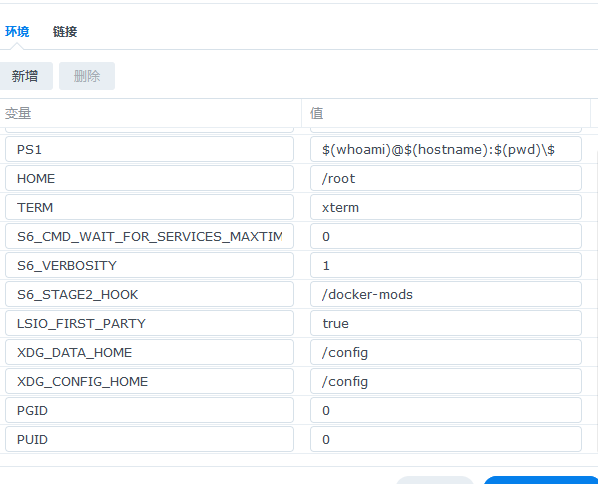 环境 链接
新增 删除
变量 值
PS1 $(whoami)@$(hostname):$(pwd)\$
HOME /root
TERM xterm
S6_CMD_WAIT_FOR_SERVICES_MAXTIM 0
S6_VERBOSITY 1
S6_STAGE2_HOOK /docker-mods
LSIO_FIRST_PARTY true
XDG_DATA_HOME /config
XDG_CONFIG_HOME /config
PGID 0
PUID 0